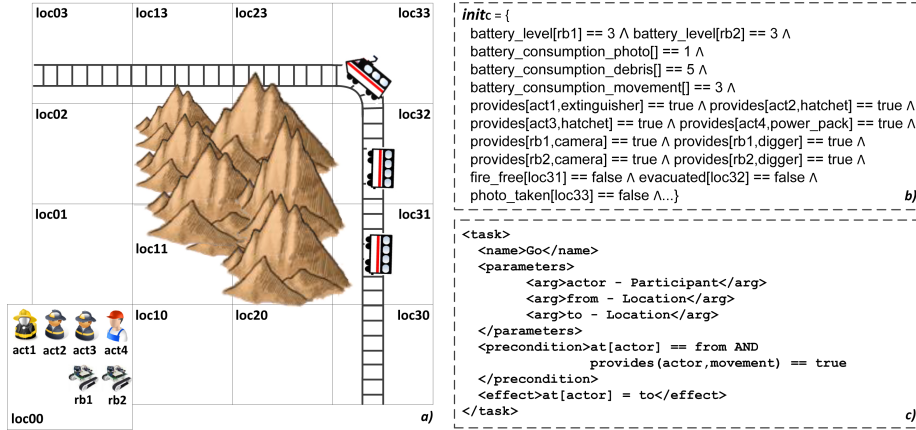 loc03 loc13 loc23 loc33
loc02 loc32
loc01 loc31
loc11
loc10 loc20 loc30
act1 act2 act3 act4
rb1 rb2
loc00
a)
initc = {
battery_level[rb1] == 3 Λ battery_level[rb2] == 3 Λ
battery_consumption_photo[] == 1 Λ
battery_consumption_debris[] == 5 Λ
battery_consumption_movement[] == 3 Λ
provides[act1,extinguisher] == true Λ provides[act2,hatchet] == true Λ
provides[act3,hatchet] == true Λ provides[act4,power_pack] == true Λ
provides[rb1,camera] == true Λ provides[rb1,digger] == true Λ
provides[rb2,camera] == true Λ provides[rb2,digger] == true Λ
fire_free[loc31] == false Λ evacuated[loc32] == false Λ
photo_taken[loc33] == false Λ...}
b)
<task>
<name>Go</name>
<parameters>
<arg>actor - Participant</arg>
<arg>from - Location</arg>
<arg>to - Location</arg>
</parameters>
<precondition>at[actor] == from AND
provides(actor,movement) == true
</precondition>
<effect>at[actor] = to</effect>
</task>
c)